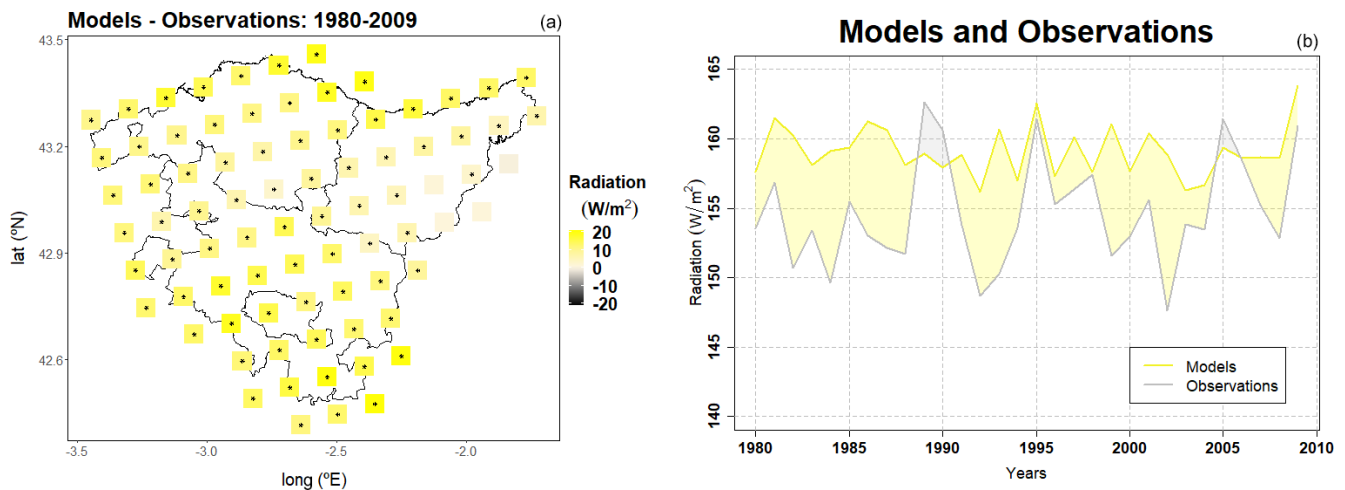 Models - Observations: 1980-2009
(a)
43.5
43.2
42.9
42.6
lat (ºN)
-3.5
-3.0
-2.5
-2.0
long (ºE)
Radiation
(W/m²)
20
10
0
-10
-20
Models and Observations
(b)
165
160
155
150
145
140
Radiation (W/m²)
Models
Observations
1980
1985
1990
1995
2000
2005
2010
Years